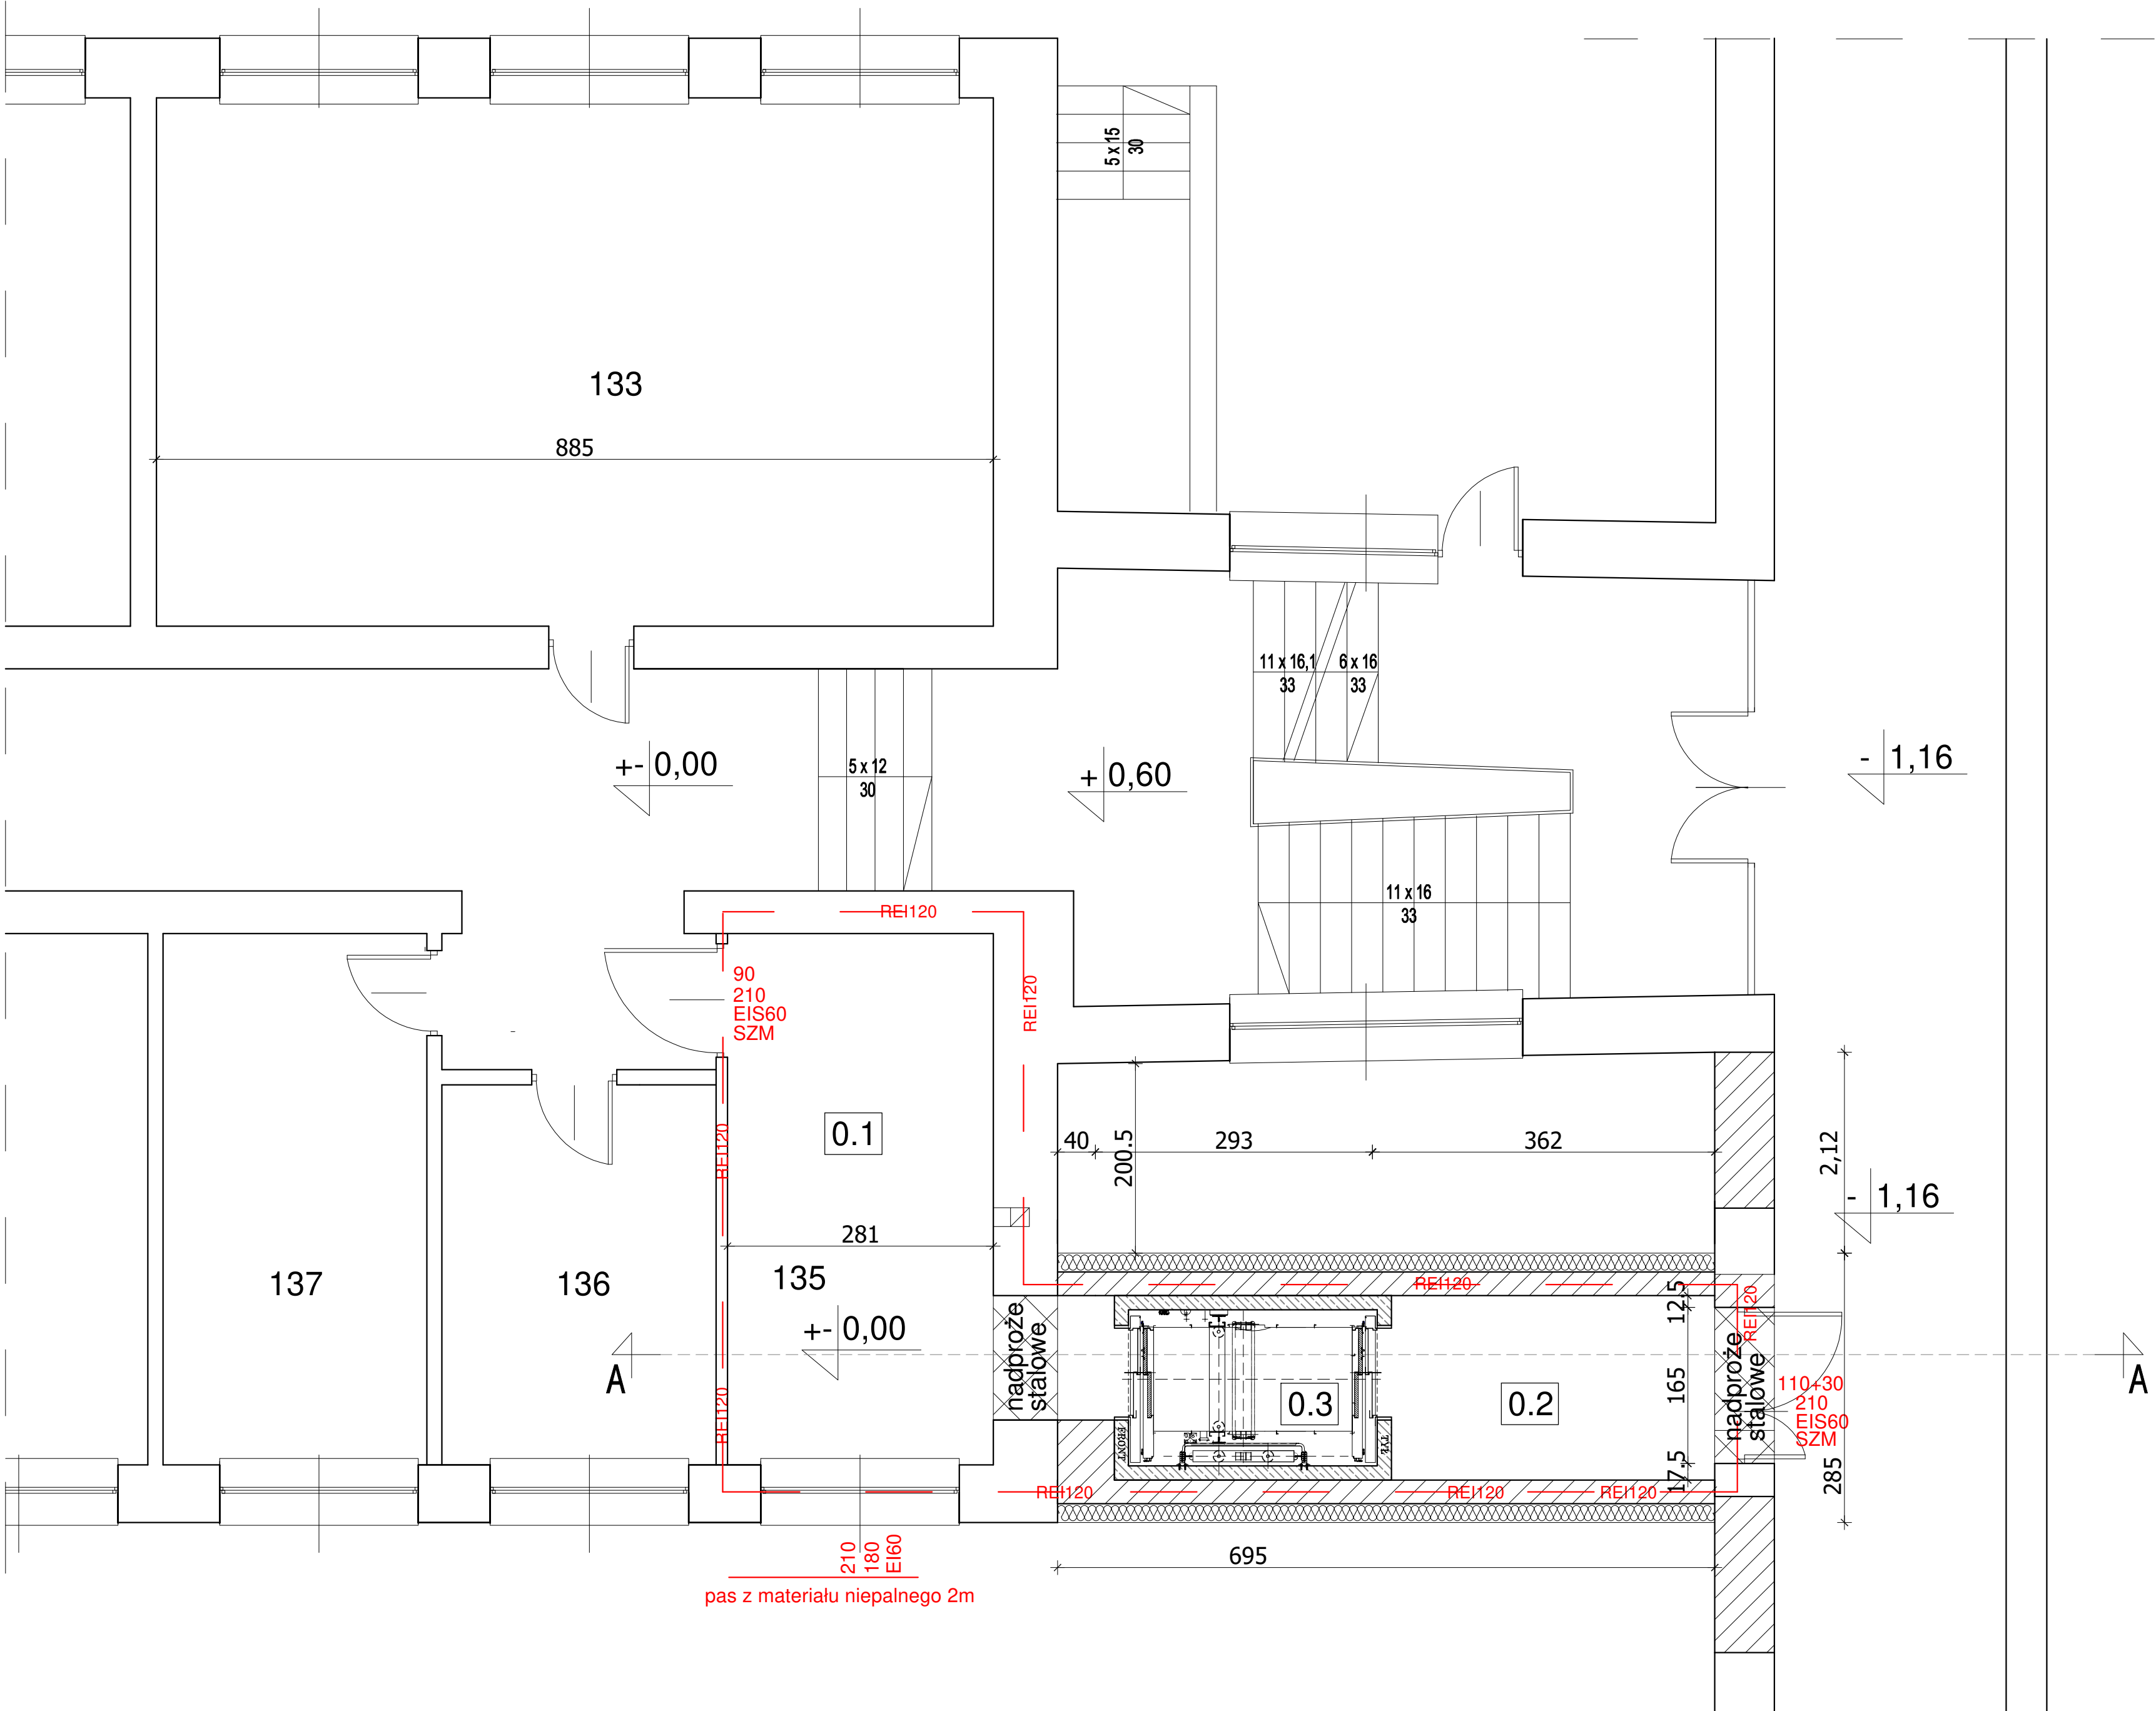 5 x 15
30
133
885
11 x 16,1
33
6 x 16
33
+- 0,00
5 x 12
30
+ 0,60
- 1,16
11 x 16
33
REI120
90
210
EIS60
SZM
REI120
0.1
REI120
40
293
362
200.5
2,12
- 1,16
281
137
136
135
+- 0,00
A
nadproże
stalowe
REI120
12.5
REI120
165
0.3
0.2
nadproże
stalowe
110+30
210
EIS60
SZM
A
REI120
FRONT
TYŁ
17.5
285
REI120
REI120
REI120
210
180
EI60
695
pas z materiału niepalnego 2m